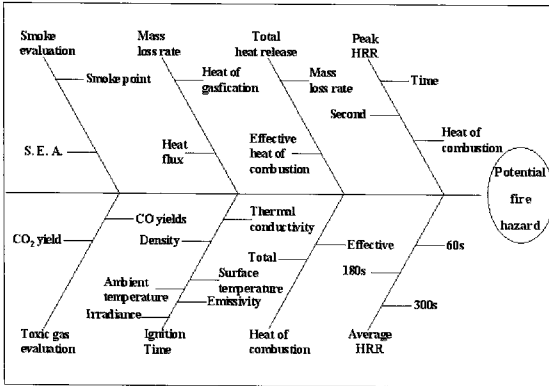 Smoke
evaluation
Mass
loss rate
Total
heat release
Peak
HRR
Smoke point
Heat of
gasfication
Mass
loss rate
Time
Second
S. E. A.
Heat
flux
Effective
heat of
combustion
Heat of
combustion
Potential
fire
hazard
CO yields
CO₂ yield
Thermal
conductivity
Density
Effective
60s
Total
180s
Ambient
temperature
Surface
temperature
Emissivity
Irradiance
300s
Toxic gas
evaluation
Ignition
Time
Heat of
combustion
Average
HRR